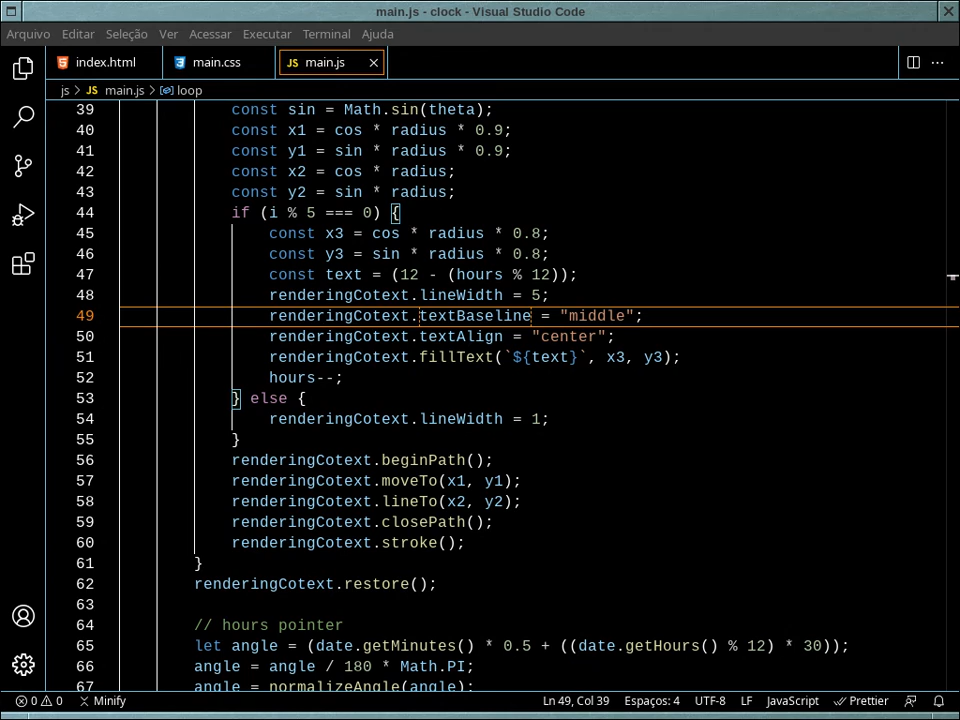 main.js - clock - Visual Studio Code
Arquivo Editar Seleção Ver Acessar Executar Terminal Ajuda
index.html main.css JS main.js
js > JS main.js > loop
39 const sin = Math.sin(theta);
40 const x1 = cos * radius * 0.9;
41 const y1 = sin * radius * 0.9;
42 const x2 = cos * radius;
43 const y2 = sin * radius;
44 if (i % 5 === 0) {
45 const x3 = cos * radius * 0.8;
46 const y3 = sin * radius * 0.8;
47 const text = (12 - (hours % 12));
48 renderingCotext.lineWidth = 5;
49 renderingCotext.textBaseline = "middle";
50 renderingCotext.textAlign = "center";
51 renderingCotext.fillText(`${text}`, x3, y3);
52 hours--;
53 } else {
54 renderingCotext.lineWidth = 1;
55 }
56 renderingCotext.beginPath();
57 renderingCotext.moveTo(x1, y1);
58 renderingCotext.lineTo(x2, y2);
59 renderingCotext.closePath();
60 renderingCotext.stroke();
61 }
62 renderingCotext.restore();
63
64 // hours pointer
65 let angle = (date.getMinutes() * 0.5 + ((date.getHours() % 12) * 30));
66 angle = angle / 180 * Math.PI;
67 angle = normalizeAngle(angle);
0 0 Minify Ln 49, Col 39 Espaços: 4 UTF-8 LF JavaScript Prettier